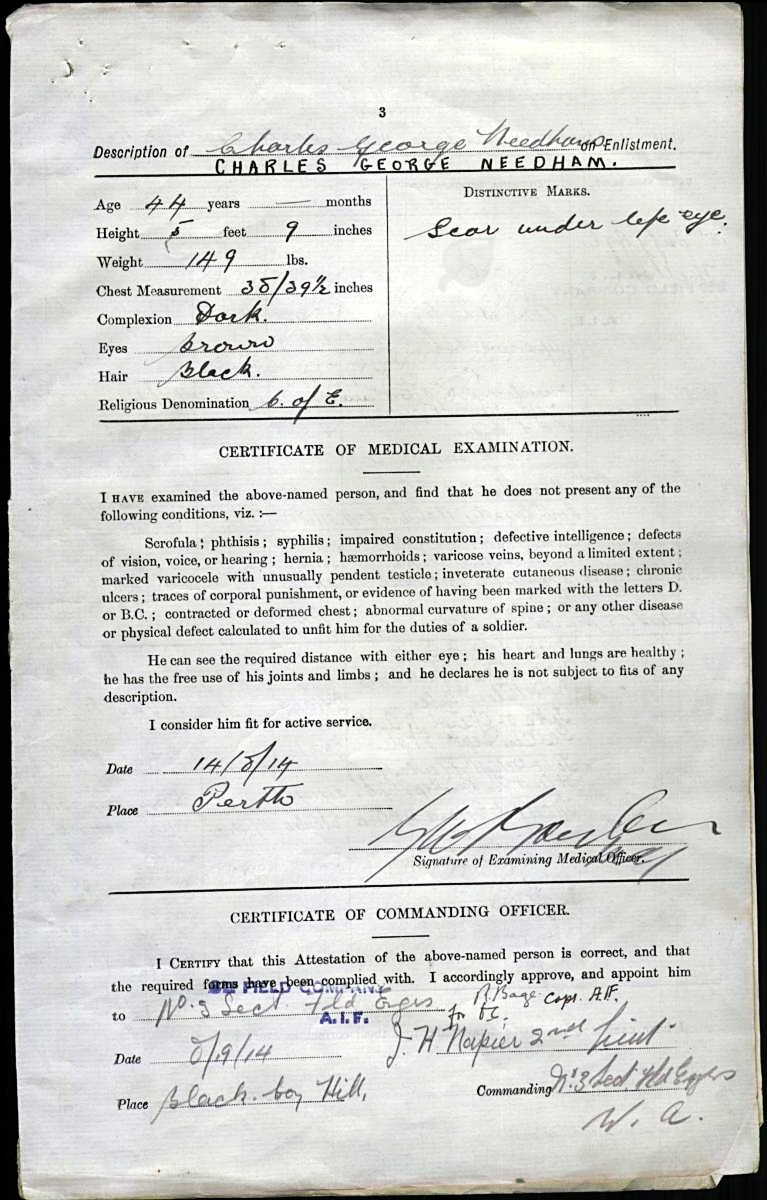 3
Description of Charles George Needham on Enlistment.
CHARLES GEORGE NEEDHAM.
Age 44 years — months
Height 5 feet 9 inches
Weight 149 lbs.
Chest Measurement 38/39½ inches
Complexion Dark.
Eyes Brown
Hair Black.
Religious Denomination C. of E.
DISTINCTIVE MARKS.
Scar under left eye.
CERTIFICATE OF MEDICAL EXAMINATION.
I HAVE examined the above-named person, and find that he does not present any of the
following conditions, viz. :—
Scrofula ; phthisis ; syphilis ; impaired constitution ; defective intelligence ; defects
of vision, voice, or hearing ; hernia ; hæmorrhoids ; varicose veins, beyond a limited extent ;
marked varicocele with unusually pendent testicle ; inveterate cutaneous disease ; chronic
ulcers ; traces of corporal punishment, or evidence of having been marked with the letters D.
or B.C. ; contracted or deformed chest ; abnormal curvature of spine ; or any other disease
or physical defect calculated to unfit him for the duties of a soldier.
He can see the required distance with either eye ; his heart and lungs are healthy ;
he has the free use of his joints and limbs ; and he declares he is not subject to fits of any
description.
I consider him fit for active service.
Date 14/8/14
Place Perth
Signature of Examining Medical Officer.
CERTIFICATE OF COMMANDING OFFICER.
I CERTIFY that this Attestation of the above-named person is correct, and that
the required forms have been complied with. I accordingly approve, and appoint him
FIELD COMPANY
to No. 3 Sect. Fld Engrs
A.I.F.
R. Bage Capt. A.I.F.
for O.C.
Date 8/9/14
J. H Napier 2nd Lieut.
Place Black boy Hill,
Commanding No 3 Sect Fld Engrs
W. A.